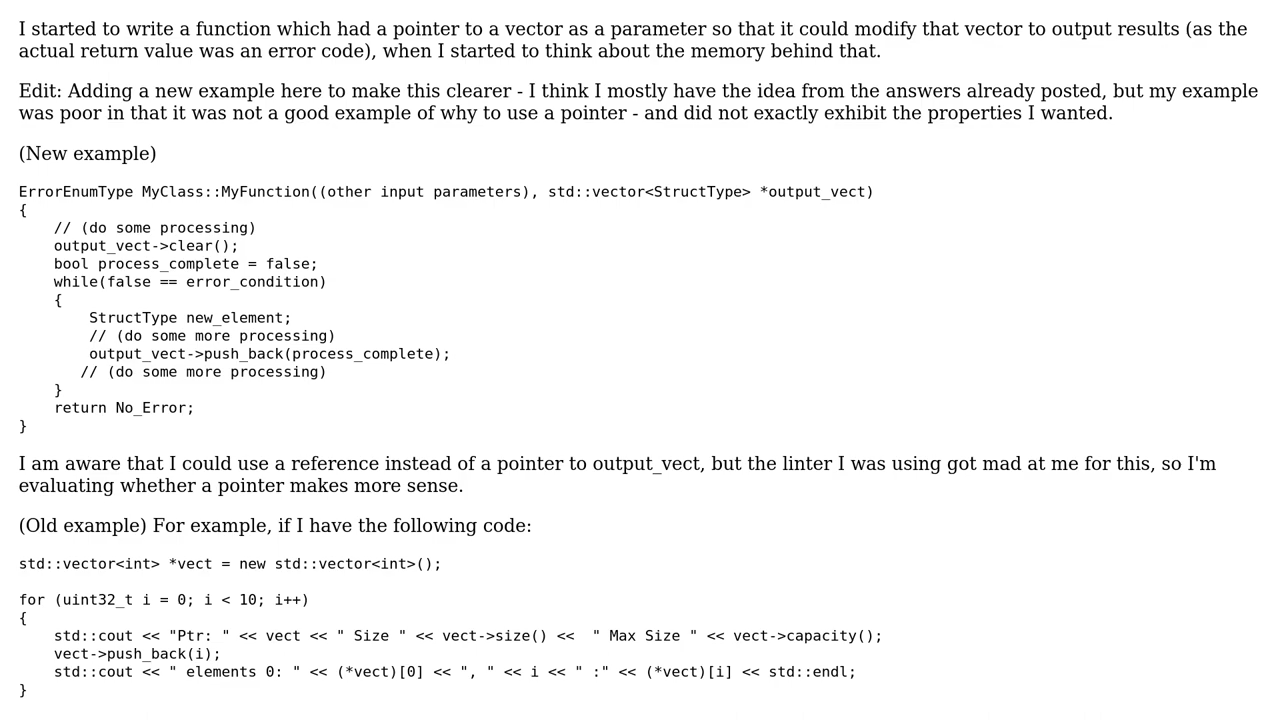 I started to write a function which had a pointer to a vector as a parameter so that it could modify that vector to output results (as the
actual return value was an error code), when I started to think about the memory behind that.
Edit: Adding a new example here to make this clearer - I think I mostly have the idea from the answers already posted, but my example
was poor in that it was not a good example of why to use a pointer - and did not exactly exhibit the properties I wanted.
(New example)
ErrorEnumType MyClass::MyFunction((other input parameters), std::vector<StructType> *output_vect)
{
    // (do some processing)
    output_vect->clear();
    bool process_complete = false;
    while(false == error_condition)
    {
        StructType new_element;
        // (do some more processing)
        output_vect->push_back(process_complete);
       // (do some more processing)
    }
    return No_Error;
}
I am aware that I could use a reference instead of a pointer to output_vect, but the linter I was using got mad at me for this, so I'm
evaluating whether a pointer makes more sense.
(Old example) For example, if I have the following code:
std::vector<int> *vect = new std::vector<int>();
for (uint32_t i = 0; i < 10; i++)
{
    std::cout << "Ptr: " << vect << " Size " << vect->size() <<  " Max Size " << vect->capacity();
    vect->push_back(i);
    std::cout << " elements 0: " << (*vect)[0] << ", " << i << " :" << (*vect)[i] << std::endl;
}